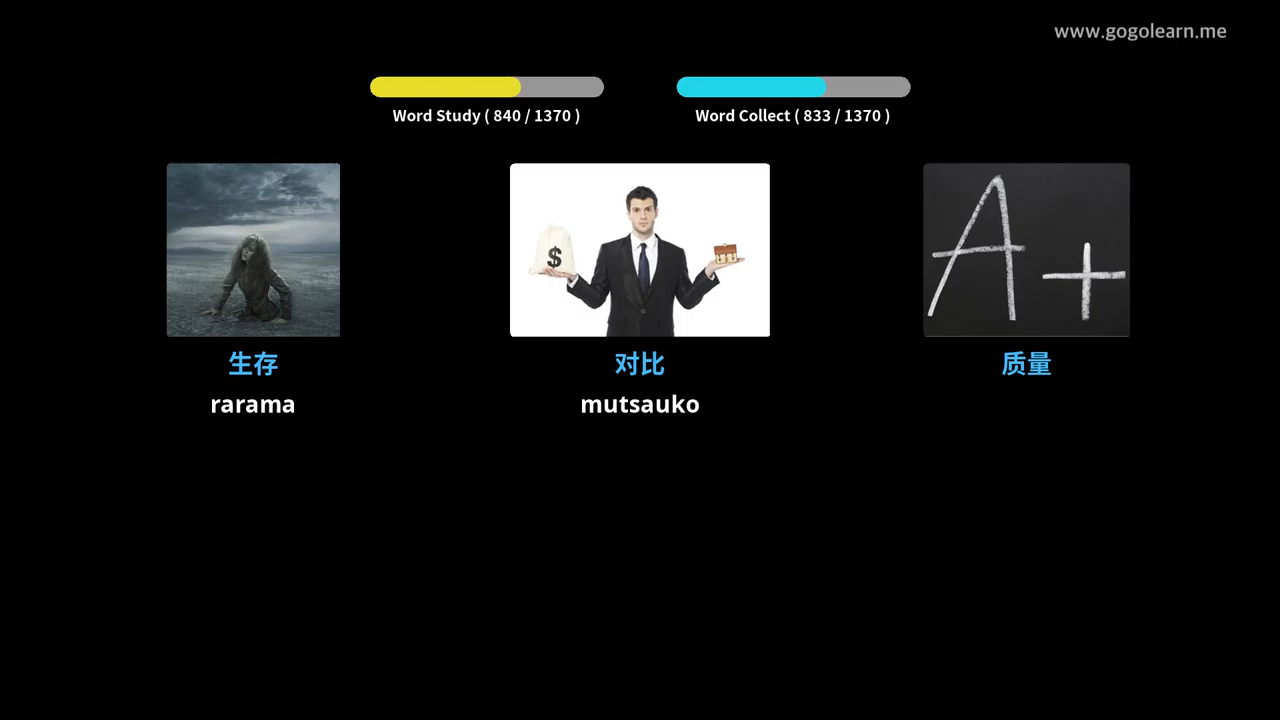 www.gogolearn.me
Word Study ( 840 / 1370 )
Word Collect ( 833 / 1370 )
$
A+
生存
对比
质量
rarama
mutsauko